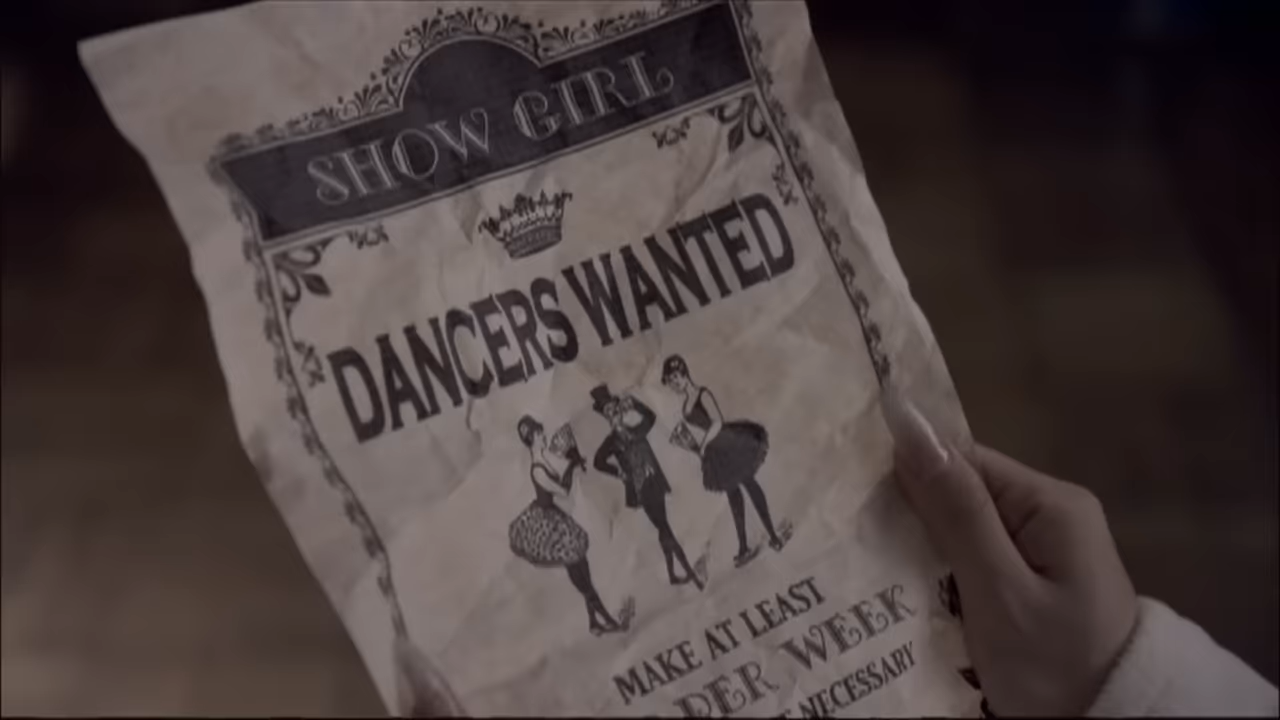 SHOW GIRL
DANCERS WANTED
MAKE AT LEAST
PER WEEK
NECESSARY